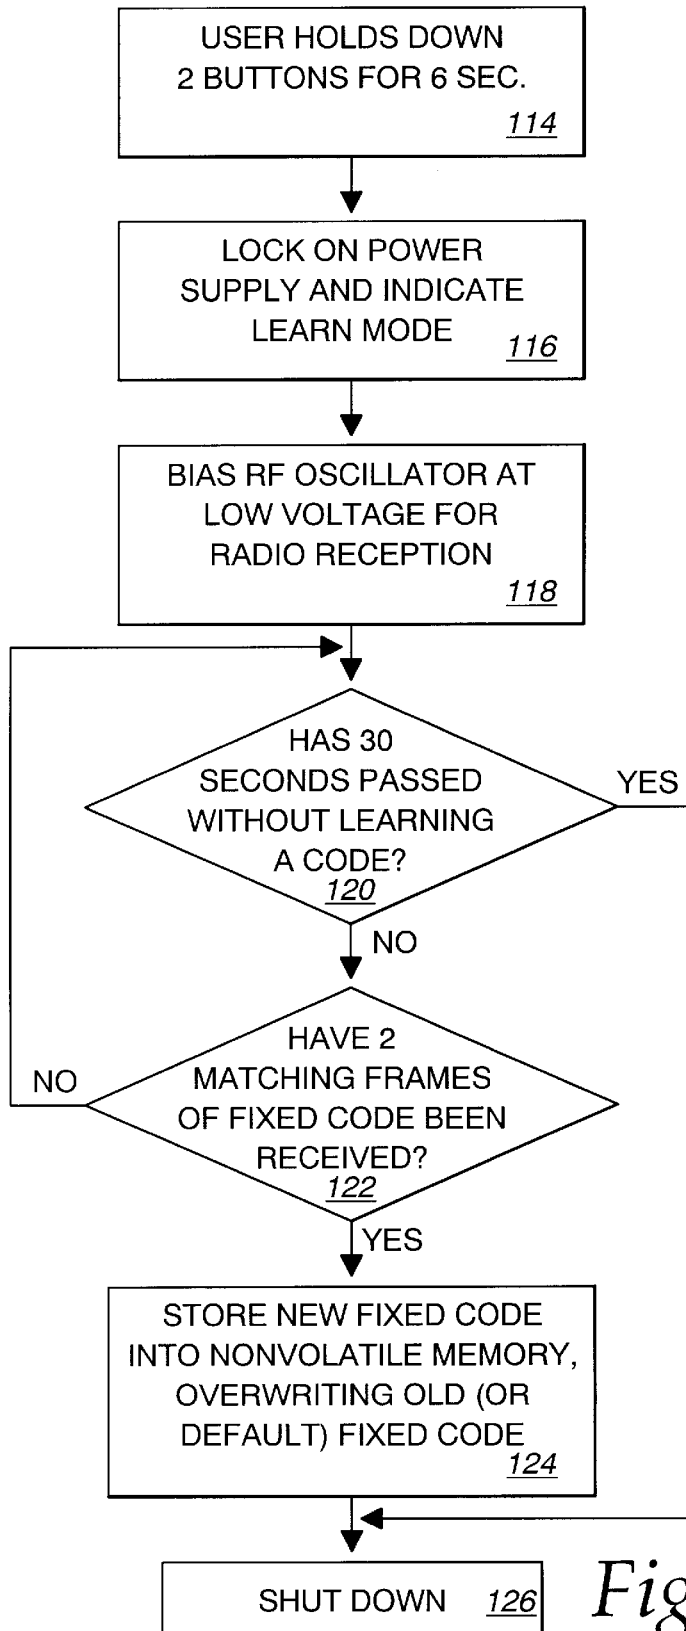 USER HOLDS DOWN
2 BUTTONS FOR 6 SEC.
114
LOCK ON POWER
SUPPLY AND INDICATE
LEARN MODE
116
BIAS RF OSCILLATOR AT
LOW VOLTAGE FOR
RADIO RECEPTION
118
HAS 30
SECONDS PASSED
WITHOUT LEARNING
A CODE?
120
YES
NO
HAVE 2
MATCHING FRAMES
OF FIXED CODE BEEN
RECEIVED?
122
NO
YES
STORE NEW FIXED CODE
INTO NONVOLATILE MEMORY,
OVERWRITING OLD (OR
DEFAULT) FIXED CODE
124
SHUT DOWN 126
Fig